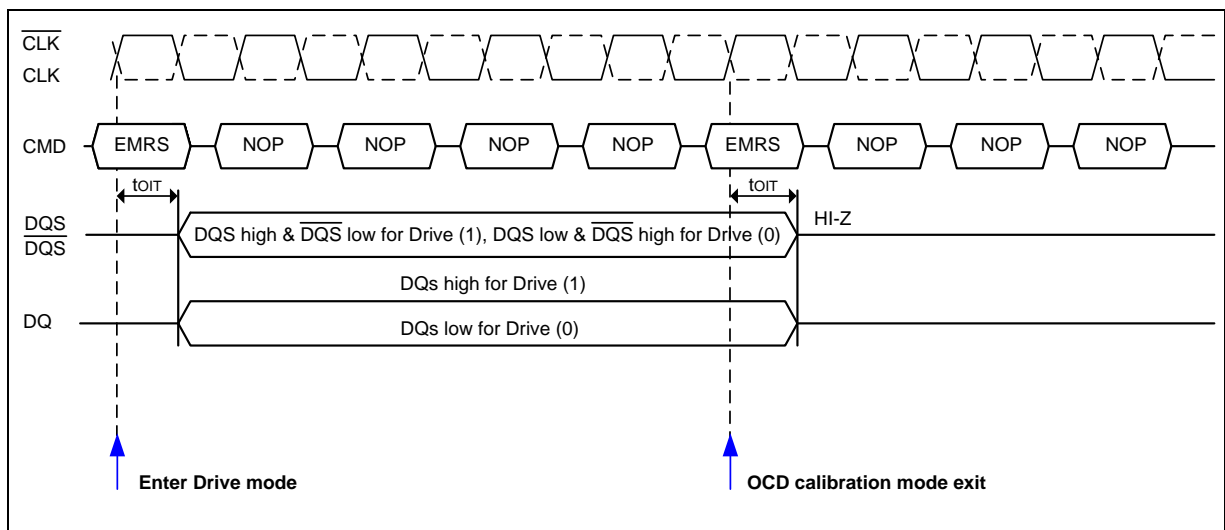 CLK
CLK
CMD EMRS NOP NOP NOP NOP EMRS NOP NOP NOP
tOIT tOIT
DQS
DQS
DQS high & DQS low for Drive (1), DQS low & DQS high for Drive (0)
HI-Z
DQs high for Drive (1)
DQ
DQs low for Drive (0)
Enter Drive mode
OCD calibration mode exit